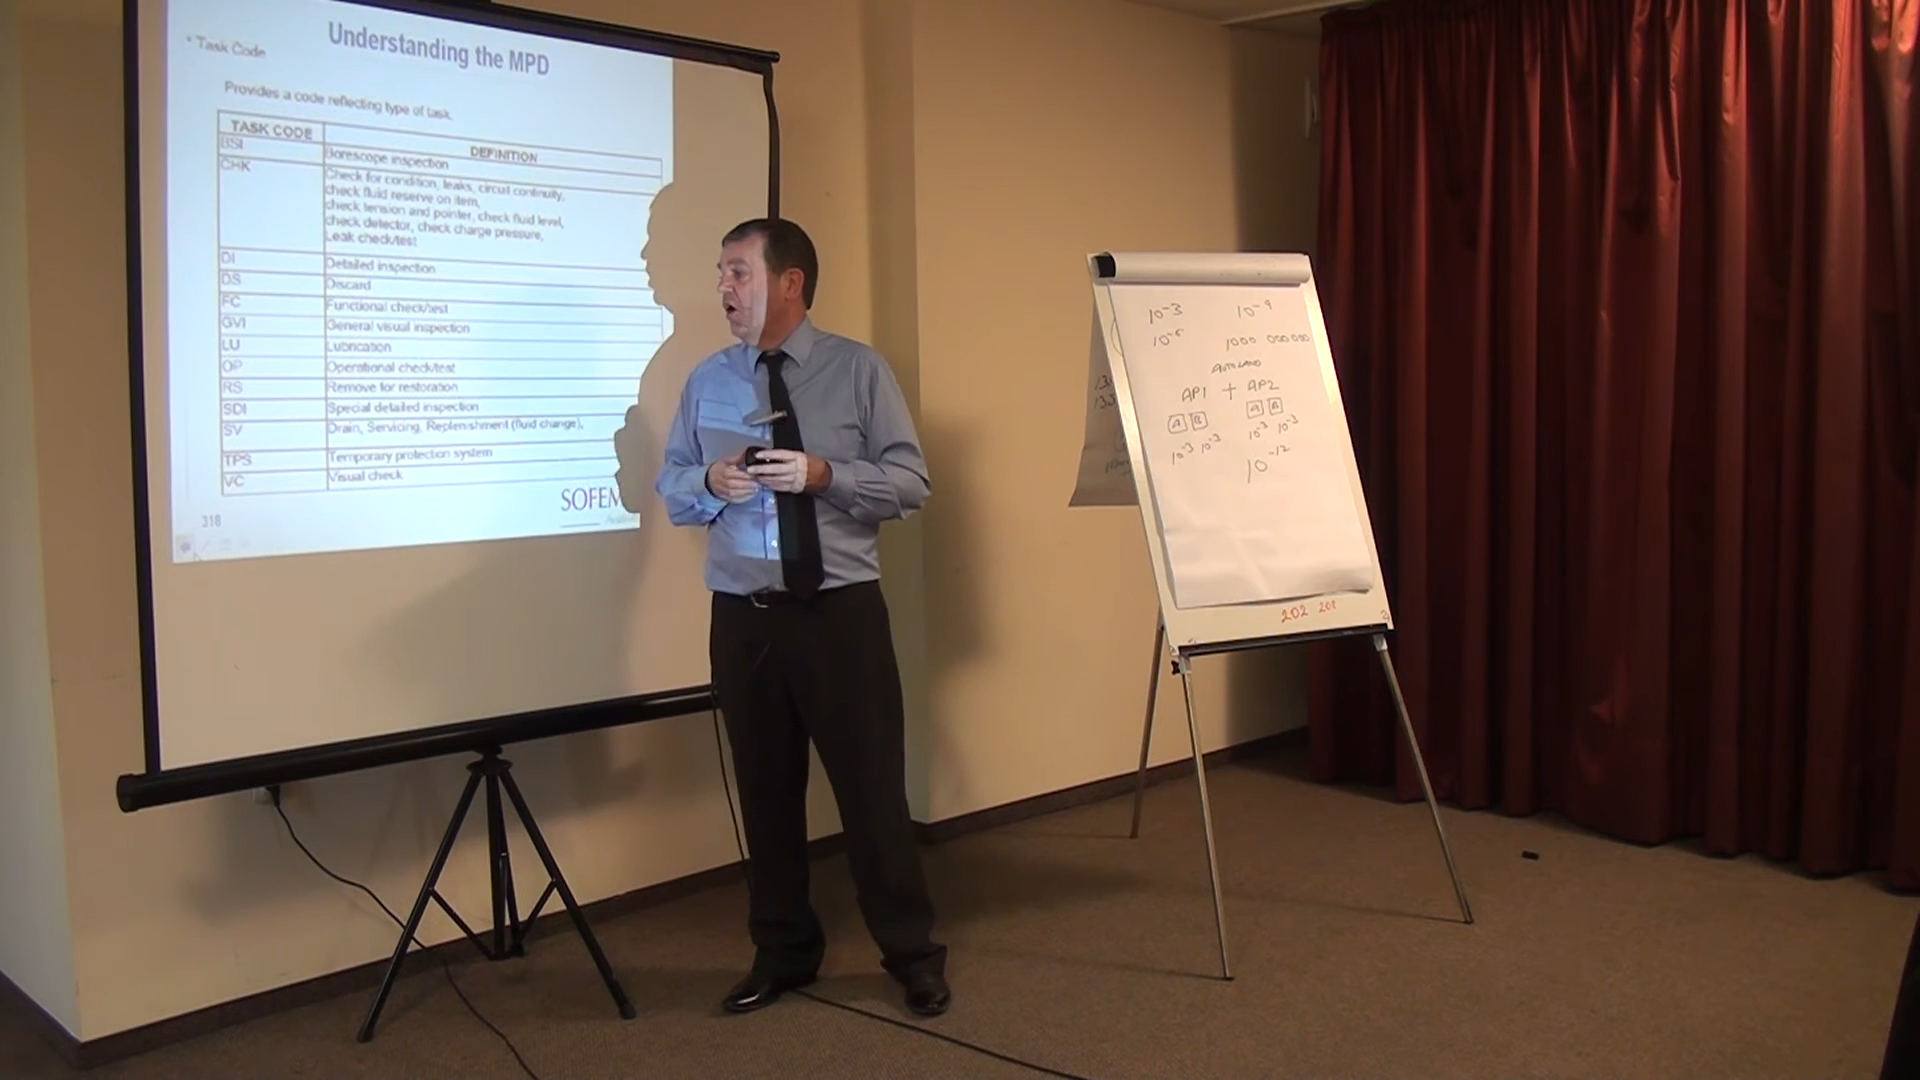 Understanding the MPD
* Task Code
Provides a code reflecting type of task.
TASK CODE DEFINITION
BSI Borescope inspection
CHK Check for condition, leaks, circuit continuity,
check fluid reserve on item,
check tension and pointer, check fluid level,
check detector, check charge pressure,
Leak check/test
DI Detailed inspection
DS Discard
FC Functional check/test
GVI General visual inspection
LU Lubrication
OP Operational check/test
RS Remove for restoration
SDI Special detailed inspection
SV Drain, Servicing, Replenishment (fluid change),
TPS Temporary protection system
VC Visual check
318
SOFEM
10⁻³ 10⁻⁹
10⁻⁶ 1000 000 000
AUTOLAND
AP1 + AP2
A B A B
10⁻³ 10⁻³ 10⁻³ 10⁻³
10⁻¹²
202 202